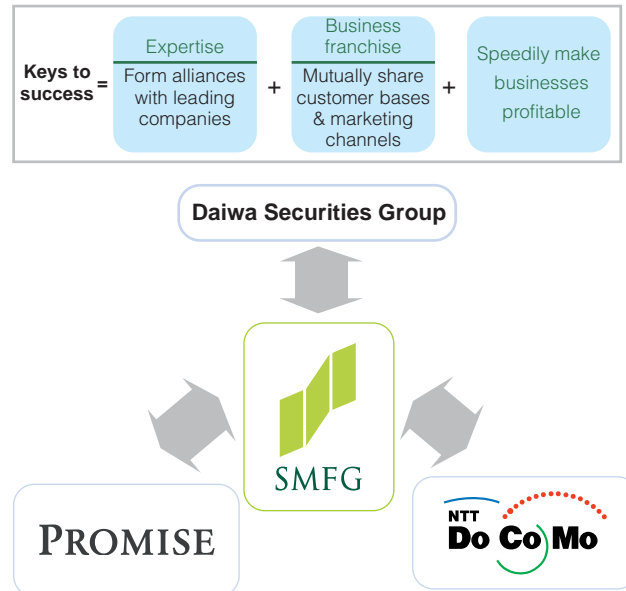 Keys to
success =
Expertise
Form alliances
with leading
companies
+
Business
franchise
Mutually share
customer bases
& marketing
channels
+
Speedily make
businesses
profitable
Daiwa Securities Group
SMFG
PROMISE
NTT
Do Co Mo